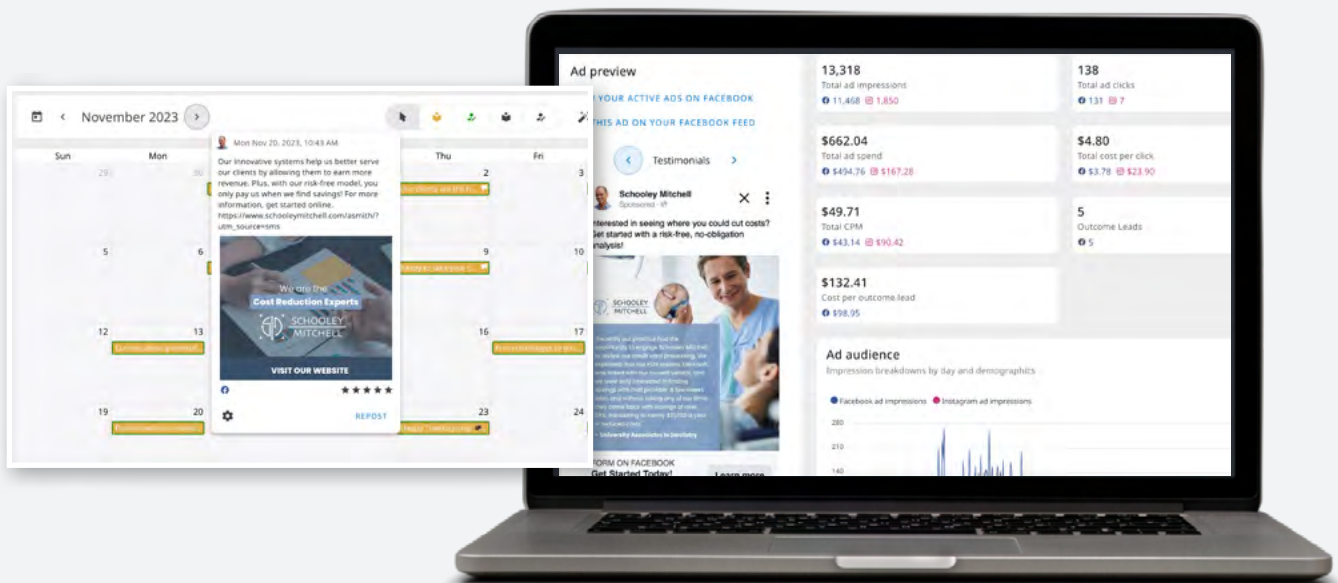 November 2023
Sun
Mon
Thu
Fri
29
30
2
3
5
6
9
10
12
13
16
17
19
20
23
24
Mon Nov 20, 2023, 10:43 AM
Our innovative systems help us better serve
our clients by allowing them to earn more
revenue. Plus, with our risk-free model, you
only pay us when we find savings! For more
information, get started online.
https://www.schooleymitchell.com/asmith/?
utm_source=sms
We are the
Cost Reduction Experts
SCHOOLEY
MITCHELL
VISIT OUR WEBSITE
REPOST
Ad preview
YOUR ACTIVE ADS ON FACEBOOK
THIS AD ON YOUR FACEBOOK FEED
Testimonials
Schooley Mitchell
Sponsored
nterested in seeing where you could cut costs?
Get started with a risk-free, no-obligation
analysis!
SCHOOLEY
MITCHELL
- University Associates in Dentistry
FORM ON FACEBOOK
Get Started Today!
Learn more
13,318
Total ad impressions
11,468 1,850
138
Total ad clicks
131 7
$662.04
Total ad spend
$494.76 $167.28
$4.80
Total cost per click
$3.78 $23.90
$49.71
Total CPM
$43.14 $90.42
5
Outcome Leads
5
$132.41
Cost per outcome lead
$98.95
Ad audience
Impression breakdowns by day and demographics
Facebook ad impressions Instagram ad impressions
280
210
140